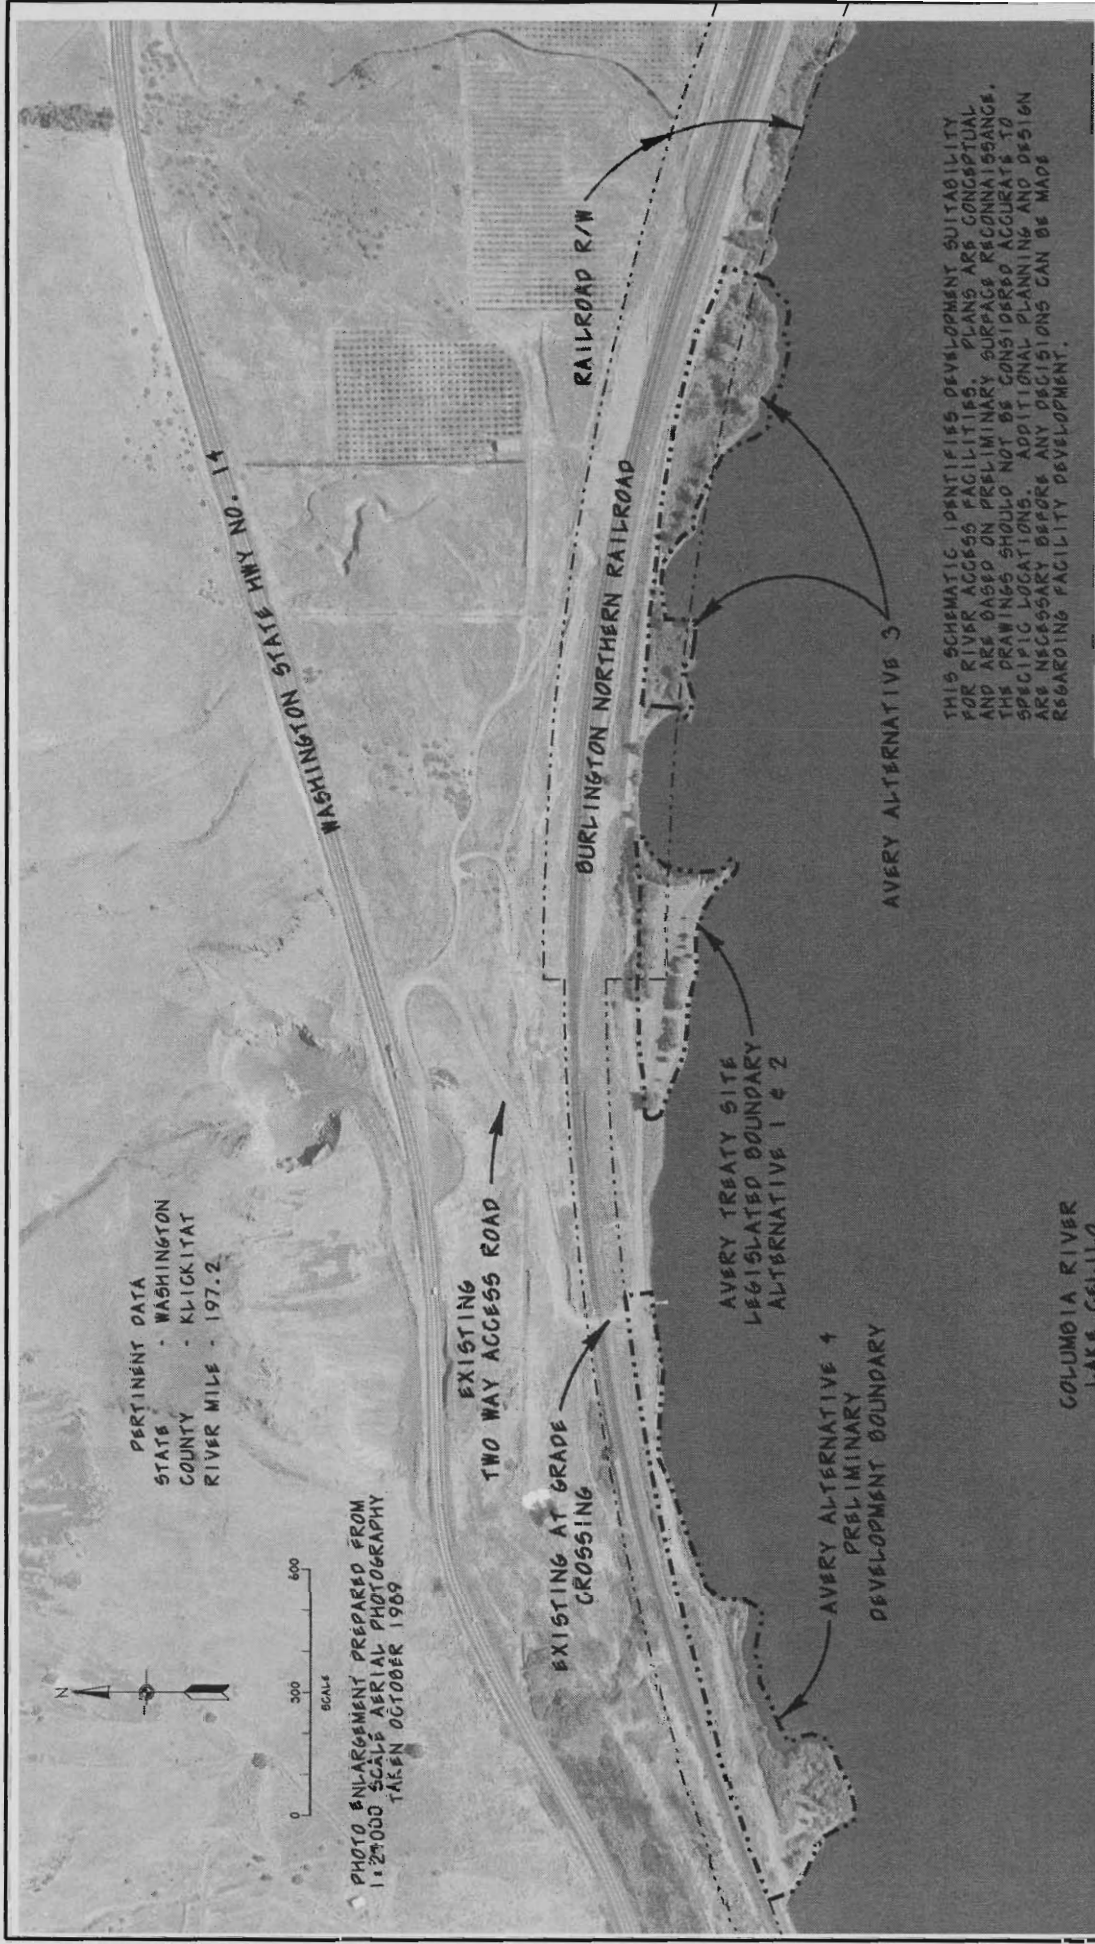 PERTINENT DATA
STATE - WASHINGTON
COUNTY - KLICKITAT
RIVER MILE - 197.2
N
0 300 600
SCALE
PHOTO ENLARGEMENT PREPARED FROM
1:24000 SCALE AERIAL PHOTOGRAPHY
TAKEN OCTOBER 1989
WASHINGTON STATE HWY NO. 14
EXISTING
TWO WAY ACCESS ROAD
EXISTING AT GRADE
CROSSING
BURLINGTON NORTHERN RAILROAD
RAILROAD R/W
AVERY TREATY SITE
LEGISLATED BOUNDARY
ALTERNATIVE 1 & 2
AVERY ALTERNATIVE 4
PRELIMINARY
DEVELOPMENT BOUNDARY
AVERY ALTERNATIVE 3
THIS SCHEMATIC IDENTIFIES DEVELOPMENT SUITABILITY
FOR RIVER ACCESS FACILITIES. PLANS ARE CONCEPTUAL
AND ARE BASED ON PRELIMINARY SURFACE RECONNAISSANCE.
THE DRAWINGS SHOULD NOT BE CONSIDERED ACCURATE TO
SPECIFIC LOCATIONS. ADDITIONAL PLANNING AND DESIGN
ARE NECESSARY BEFORE ANY DECISIONS CAN BE MADE
REGARDING FACILITY DEVELOPMENT.
COLUMBIA RIVER
LAKE CELILO